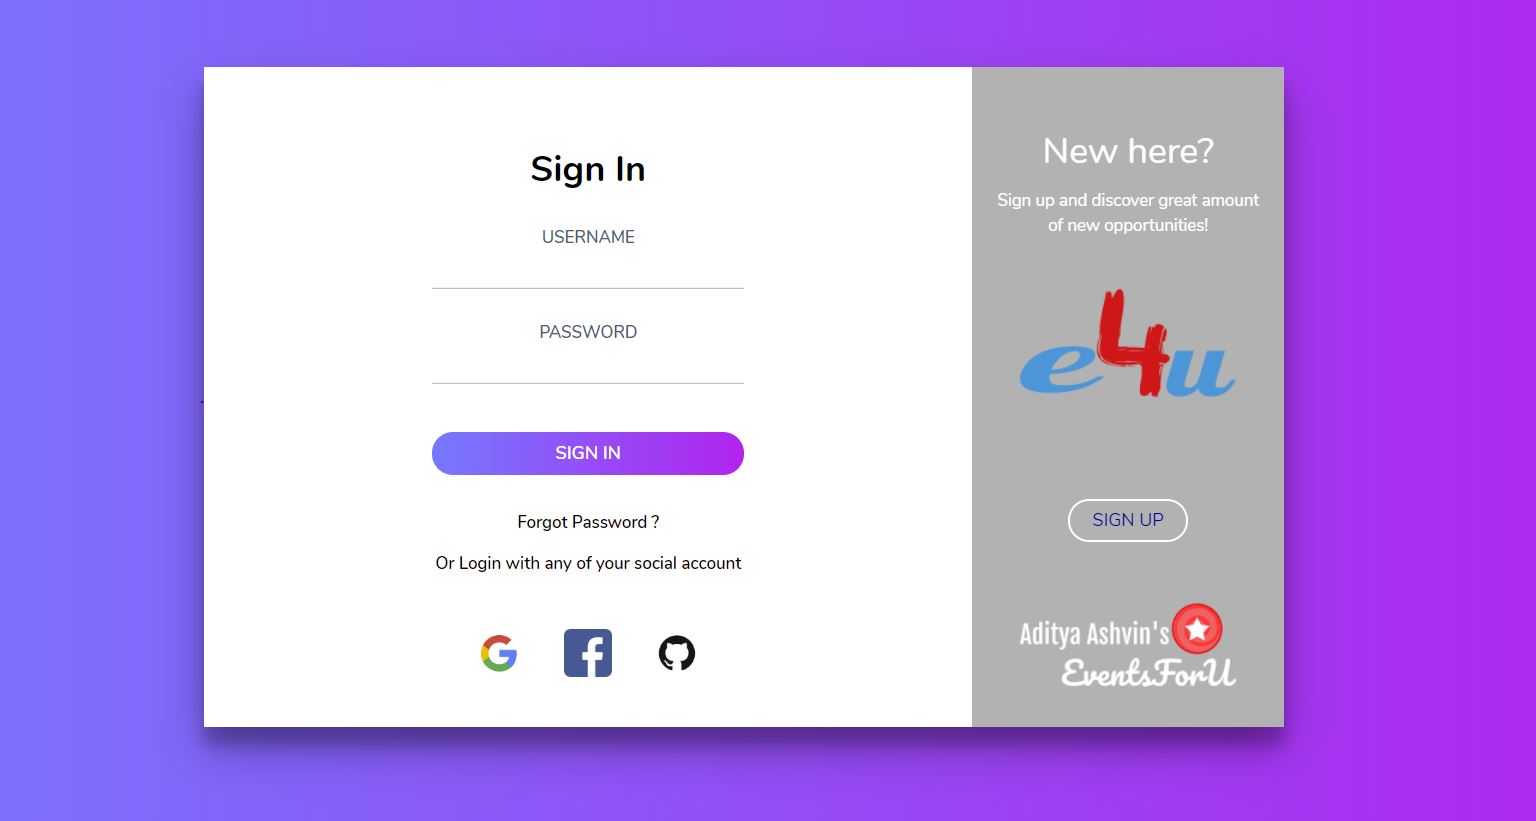 Sign In
USERNAME
PASSWORD
SIGN IN
Forgot Password ?
Or Login with any of your social account
New here?
Sign up and discover great amount
of new opportunities!
e4u
SIGN UP
Aditya Ashvin's
EventsForU